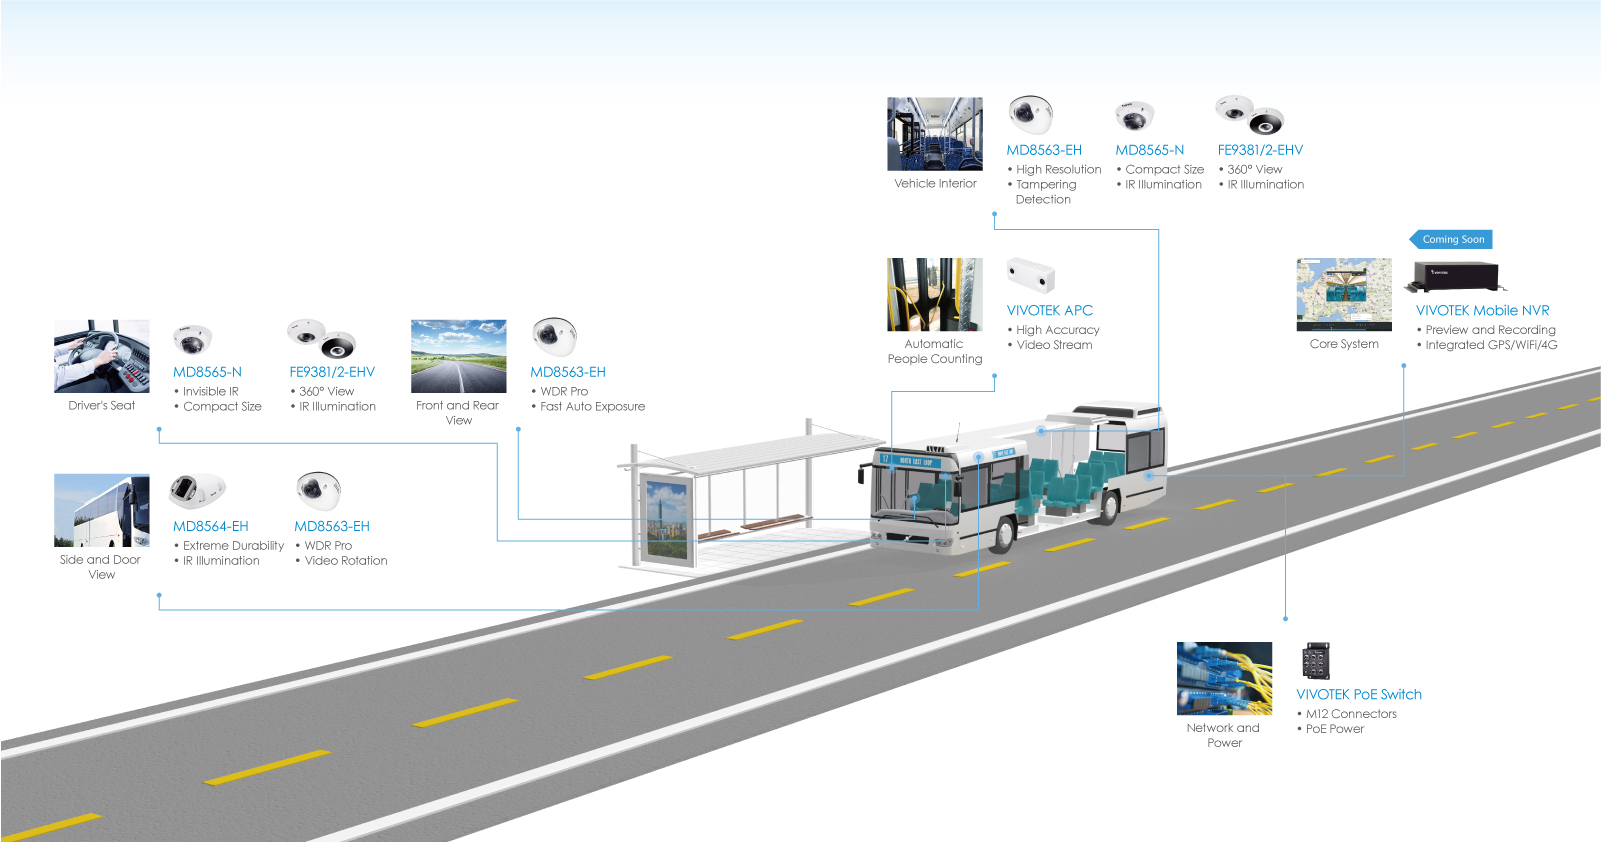 Vehicle Interior
MD8563-EH
• High Resolution
• Tampering
Detection
MD8565-N
• Compact Size
• IR Illumination
FE9381/2-EHV
• 360° View
• IR Illumination
Automatic
People Counting
VIVOTEK APC
• High Accuracy
• Video Stream
Coming Soon
Core System
VIVOTEK Mobile NVR
• Preview and Recording
• Integrated GPS/WiFi/4G
Driver's Seat
MD8565-N
• Invisible IR
• Compact Size
FE9381/2-EHV
• 360° View
• IR Illumination
Front and Rear
View
MD8563-EH
• WDR Pro
• Fast Auto Exposure
Side and Door
View
MD8564-EH
• Extreme Durability
• IR Illumination
MD8563-EH
• WDR Pro
• Video Rotation
17 NORTH EAST LOOP
Network and
Power
VIVOTEK PoE Switch
• M12 Connectors
• PoE Power